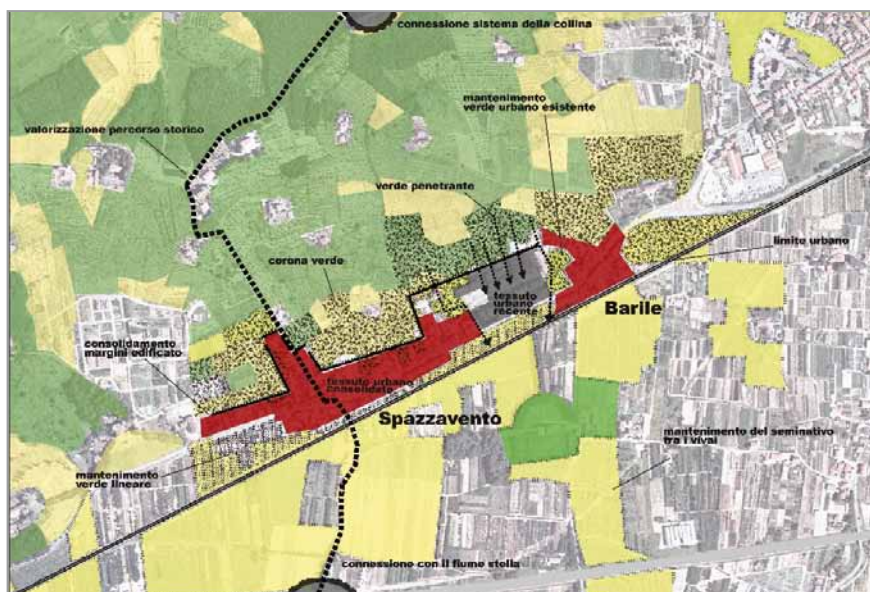 connessione sistema della collina
mantenimento
verde urbano esistente
valorizzazione percorso storico
verde penetrante
limite urbano
corona verde
tessuto
urbano
recente
Barile
consolidamento
margini edificato
tessuto urbano
consolidato
Spazzavento
mantenimento del seminativo
tra i vivai
mantenimento
verde lineare
connessione con il fiume stella